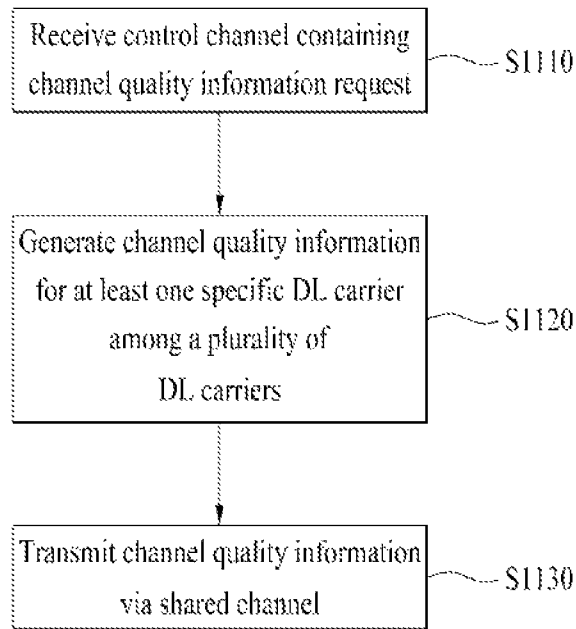 Receive control channel containing
channel quality information request
S1110
Generate channel quality information
for at least one specific DL carrier
among a plurality of
DL carriers
S1120
Transmit channel quality information
via shared channel
S1130